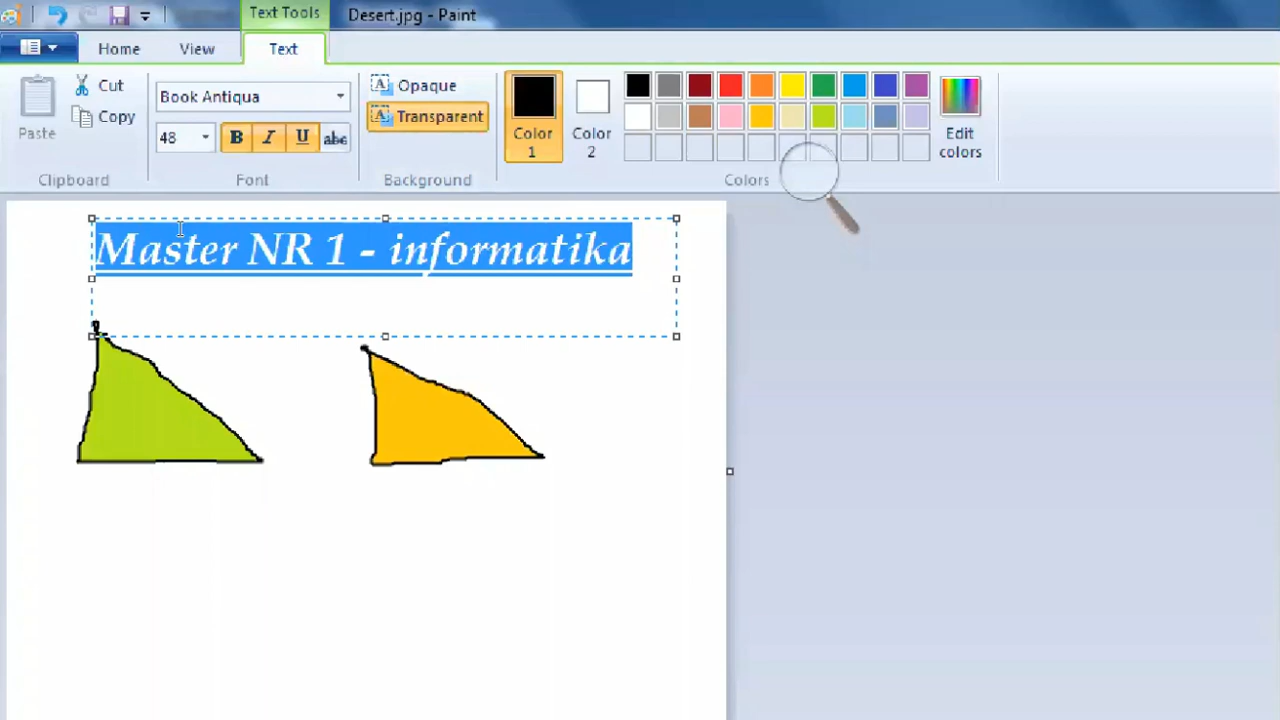 Text Tools
Desert.jpg - Paint
Home
View
Text
Paste
Cut
Copy
Clipboard
Book Antiqua
48
B I U abc
Font
Opaque
Transparent
Background
Color 1
Color 2
Edit colors
Colors
Master NR 1 - informatika